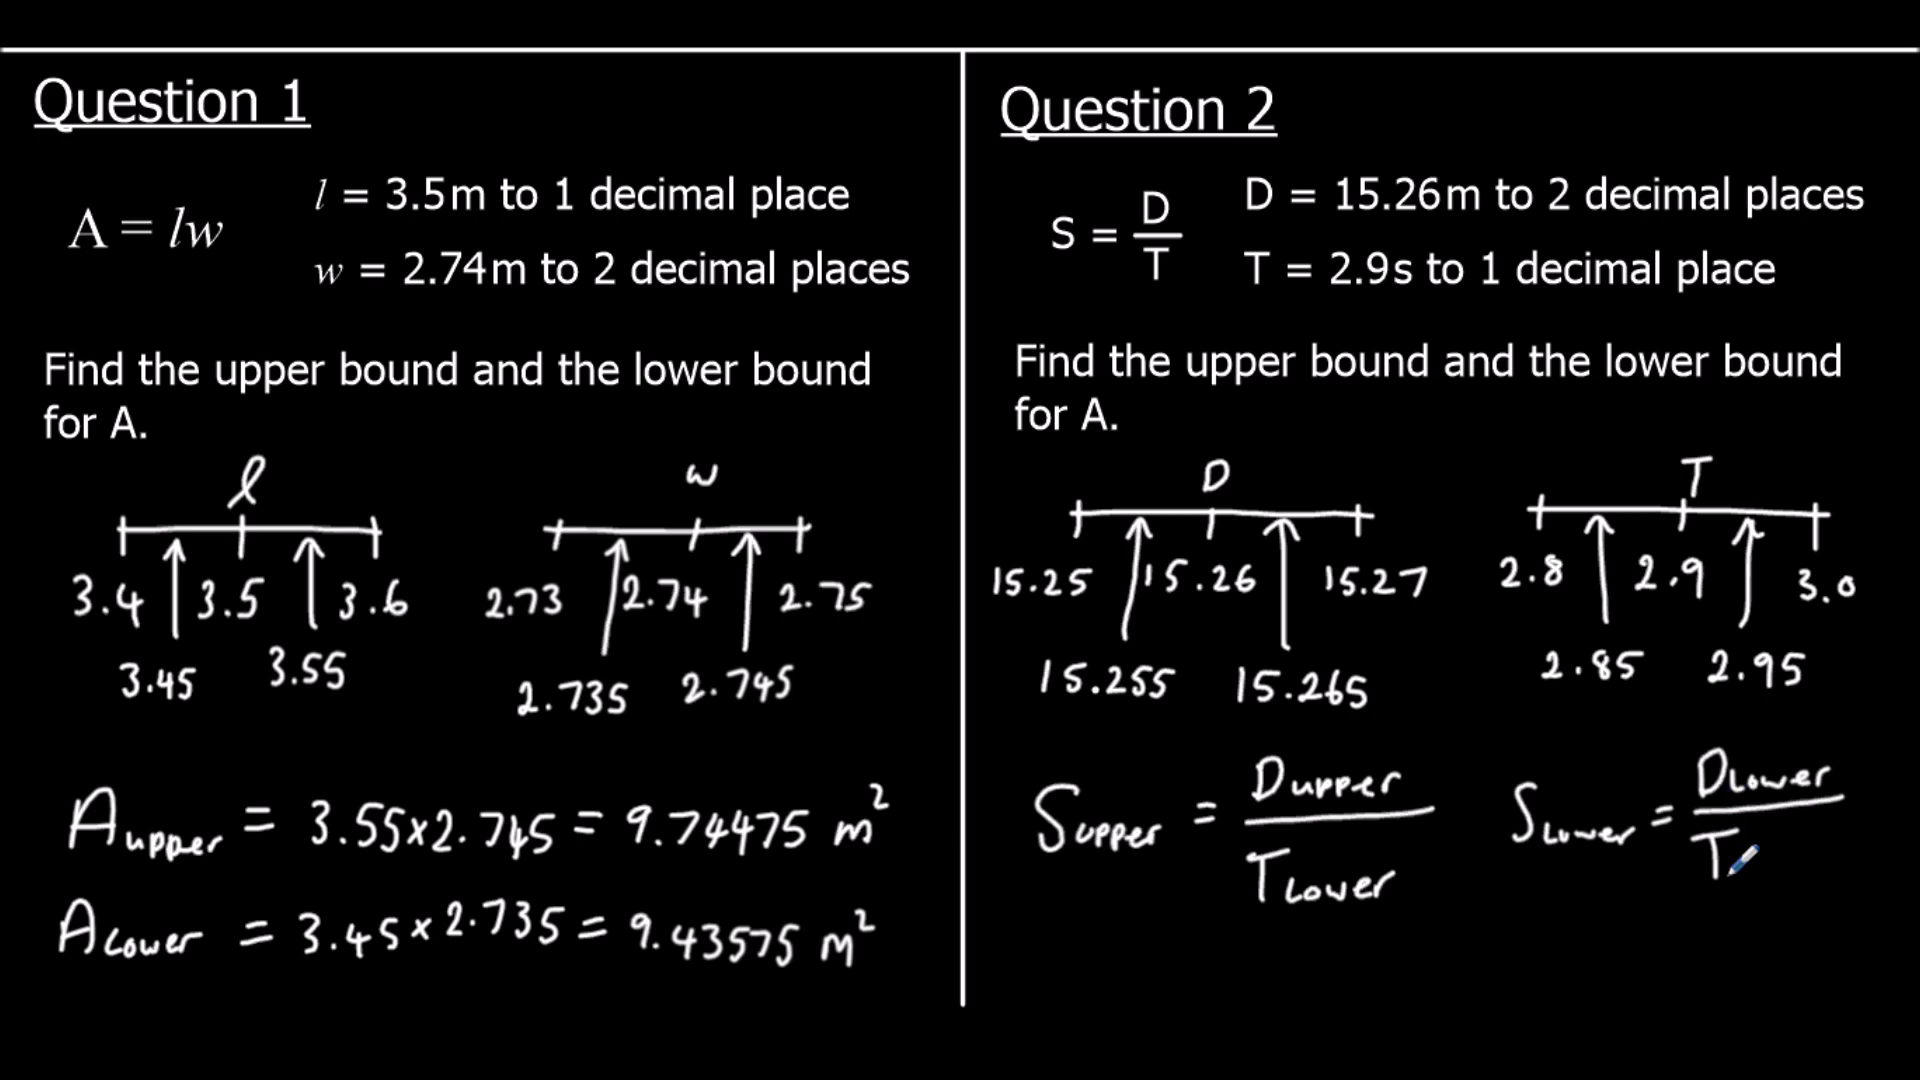 Question 1
A = lw
l = 3.5m to 1 decimal place
w = 2.74m to 2 decimal places
Find the upper bound and the lower bound
for A.
l
3.4 3.5 3.6
3.45 3.55
w
2.73 2.74 2.75
2.735 2.745
Aupper = 3.55×2.745 = 9.74475 m²
ALower = 3.45×2.735 = 9.43575 m²
Question 2
S = D/T
D = 15.26m to 2 decimal places
T = 2.9s to 1 decimal place
Find the upper bound and the lower bound
for A.
D
15.25 15.26 15.27
15.255 15.265
T
2.8 2.9 3.0
2.85 2.95
Supper = Dupper/TLower
SLower = DLower/T